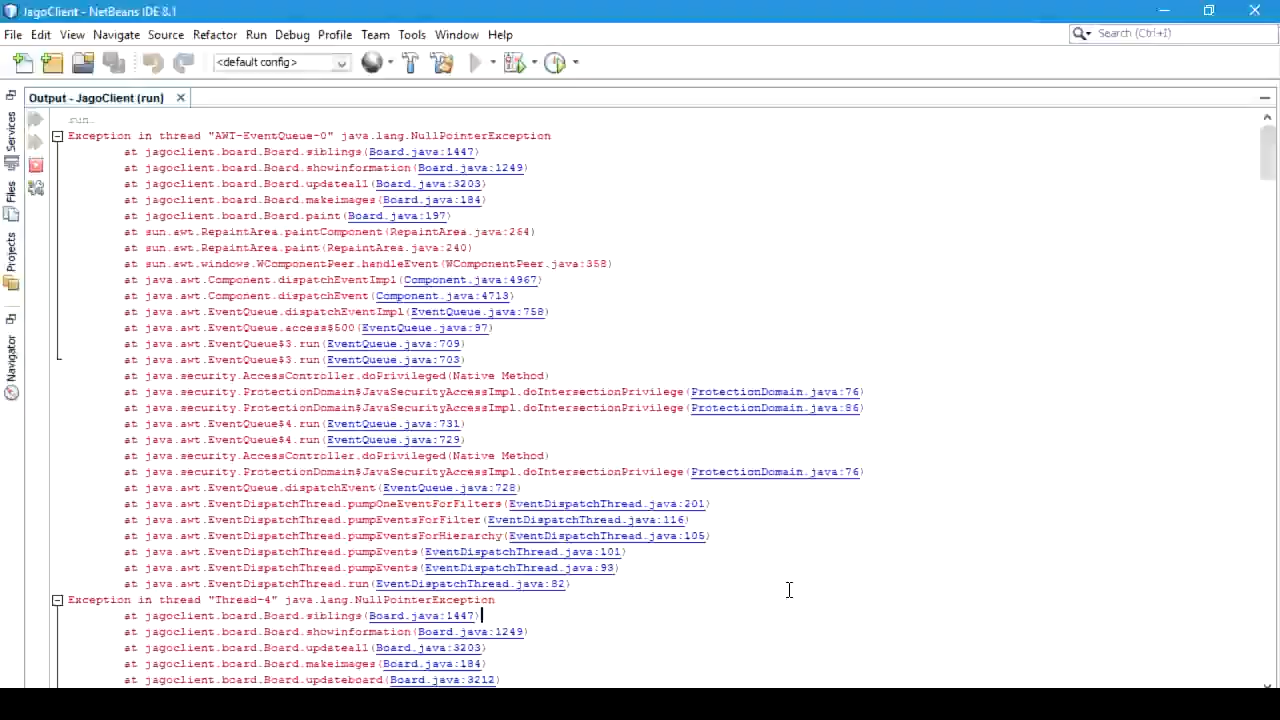 JagoClient - NetBeans IDE 8.1
File Edit View Navigate Source Refactor Run Debug Profile Team Tools Window Help
Search (Ctrl+I)
<default config>
Output - JagoClient (run)
Services
Files
Projects
Navigator
run:
Exception in thread "AWT-EventQueue-0" java.lang.NullPointerException
at jagoclient.board.Board.siblings(Board.java:1447)
at jagoclient.board.Board.showinformation(Board.java:1249)
at jagoclient.board.Board.updateall(Board.java:3203)
at jagoclient.board.Board.makeimages(Board.java:184)
at jagoclient.board.Board.paint(Board.java:197)
at sun.awt.RepaintArea.paintComponent(RepaintArea.java:264)
at sun.awt.RepaintArea.paint(RepaintArea.java:240)
at sun.awt.windows.WComponentPeer.handleEvent(WComponentPeer.java:358)
at java.awt.Component.dispatchEventImpl(Component.java:4967)
at java.awt.Component.dispatchEvent(Component.java:4713)
at java.awt.EventQueue.dispatchEventImpl(EventQueue.java:758)
at java.awt.EventQueue.access$500(EventQueue.java:97)
at java.awt.EventQueue$3.run(EventQueue.java:709)
at java.awt.EventQueue$3.run(EventQueue.java:703)
at java.security.AccessController.doPrivileged(Native Method)
at java.security.ProtectionDomain$JavaSecurityAccessImpl.doIntersectionPrivilege(ProtectionDomain.java:76)
at java.security.ProtectionDomain$JavaSecurityAccessImpl.doIntersectionPrivilege(ProtectionDomain.java:86)
at java.awt.EventQueue$4.run(EventQueue.java:731)
at java.awt.EventQueue$4.run(EventQueue.java:729)
at java.security.AccessController.doPrivileged(Native Method)
at java.security.ProtectionDomain$JavaSecurityAccessImpl.doIntersectionPrivilege(ProtectionDomain.java:76)
at java.awt.EventQueue.dispatchEvent(EventQueue.java:728)
at java.awt.EventDispatchThread.pumpOneEventForFilters(EventDispatchThread.java:201)
at java.awt.EventDispatchThread.pumpEventsForFilter(EventDispatchThread.java:116)
at java.awt.EventDispatchThread.pumpEventsForHierarchy(EventDispatchThread.java:105)
at java.awt.EventDispatchThread.pumpEvents(EventDispatchThread.java:101)
at java.awt.EventDispatchThread.pumpEvents(EventDispatchThread.java:93)
at java.awt.EventDispatchThread.run(EventDispatchThread.java:82)
Exception in thread "Thread-4" java.lang.NullPointerException
at jagoclient.board.Board.siblings(Board.java:1447)
at jagoclient.board.Board.showinformation(Board.java:1249)
at jagoclient.board.Board.updateall(Board.java:3203)
at jagoclient.board.Board.makeimages(Board.java:184)
at jagoclient.board.Board.updateboard(Board.java:3212)